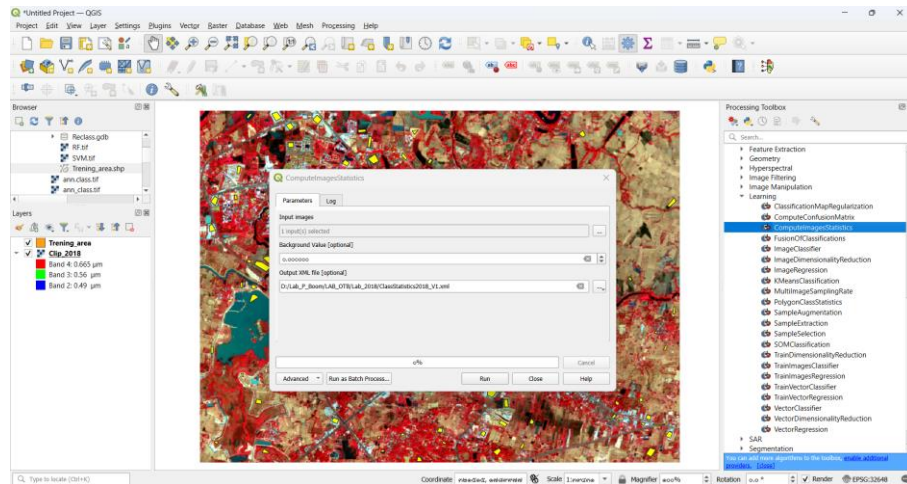 *Untitled Project — QGIS
Project Edit View Layer Settings Plugins Vector Raster Database Web Mesh Processing Help
Browser
Reclass.gdb
RF.tif
SVM.tif
Trening_area.shp
ann.class.tif
ann_class.tif
Layers
Trening_area
Clip_2018
Band 4: 0.665 µm
Band 3: 0.56 µm
Band 2: 0.49 µm
ComputeImagesStatistics
Parameters Log
Input images
1 input(s) selected
Background Value [optional]
0.000000
Output XML file [optional]
D:/Lab_P_Boom/LAB_OTB/Lab_2018/ClassStatistics2018_V1.xml
0%
Cancel
Advanced Run as Batch Process... Run Close Help
Processing Toolbox
Search...
Feature Extraction
Geometry
Hyperspectral
Image Filtering
Image Manipulation
Learning
ClassificationMapRegularization
ComputeConfusionMatrix
ComputeImagesStatistics
FusionOfClassifications
ImageClassifier
ImageDimensionalityReduction
ImageRegression
KMeansClassification
MultiImageSamplingRate
PolygonClassStatistics
SampleAugmentation
SampleExtraction
SampleSelection
SOMClassification
TrainDimensionalityReduction
TrainImagesClassifier
TrainImagesRegression
TrainVectorClassifier
TrainVectorRegression
VectorClassifier
VectorDimensionalityReduction
VectorRegression
SAR
Segmentation
You can add more algorithms to the toolbox, enable additional
providers. [close]
Type to locate (Ctrl+K)
Coordinate Scale Magnifier Rotation 0.0 ° Render EPSG:32648